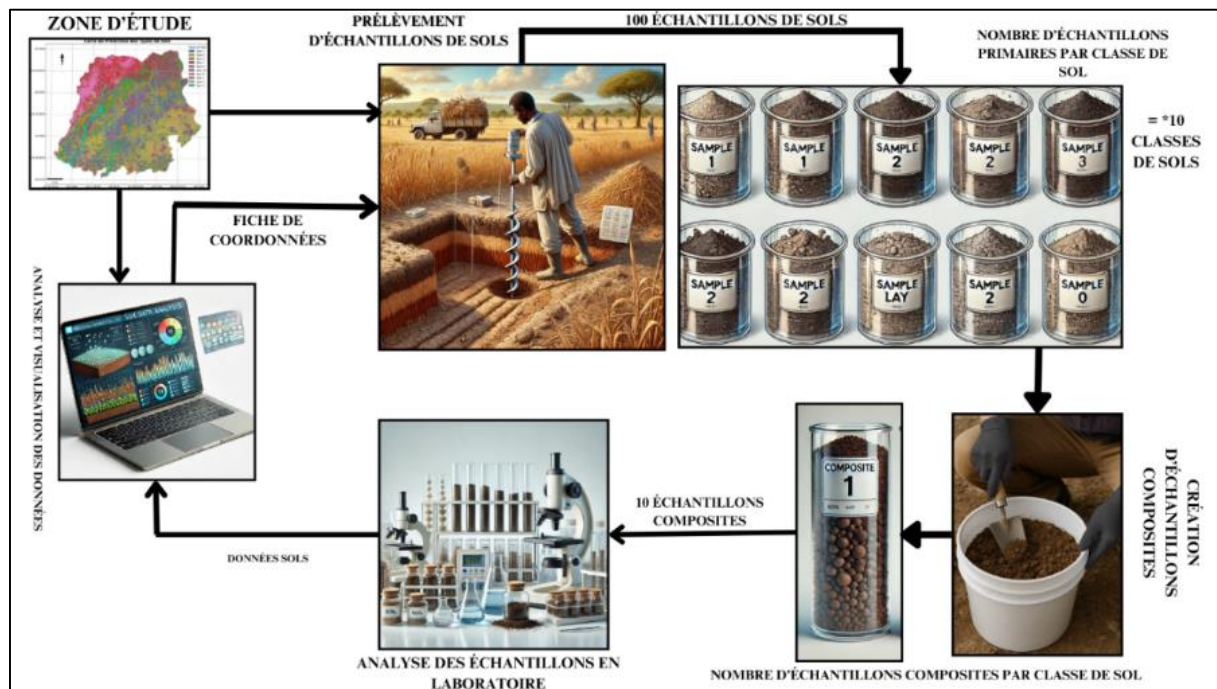 ZONE D'ÉTUDE
PRÉLÈVEMENT
D'ÉCHANTILLONS DE SOLS
100 ÉCHANTILLONS DE SOLS
NOMBRE D'ÉCHANTILLONS
PRIMAIRES PAR CLASSE DE
SOL
SAMPLE
1
SAMPLE
1
SAMPLE
2
SAMPLE
2
SAMPLE
3
= *10
CLASSES
DE SOLS
SAMPLE
2
SAMPLE
2
SAMPLE
LAY
SAMPLE
2
SAMPLE
0
FICHE DE
COORDONNÉES
ANALYSE ET VISUALISATION DES DONNÉES
CRÉATION
D'ÉCHANTILLONS
COMPOSITES
COMPOSITE
1
10 ÉCHANTILLONS
COMPOSITES
DONNÉES SOLS
ANALYSE DES ÉCHANTILLONS EN
LABORATOIRE
NOMBRE D'ÉCHANTILLONS COMPOSITES PAR CLASSE DE SOL